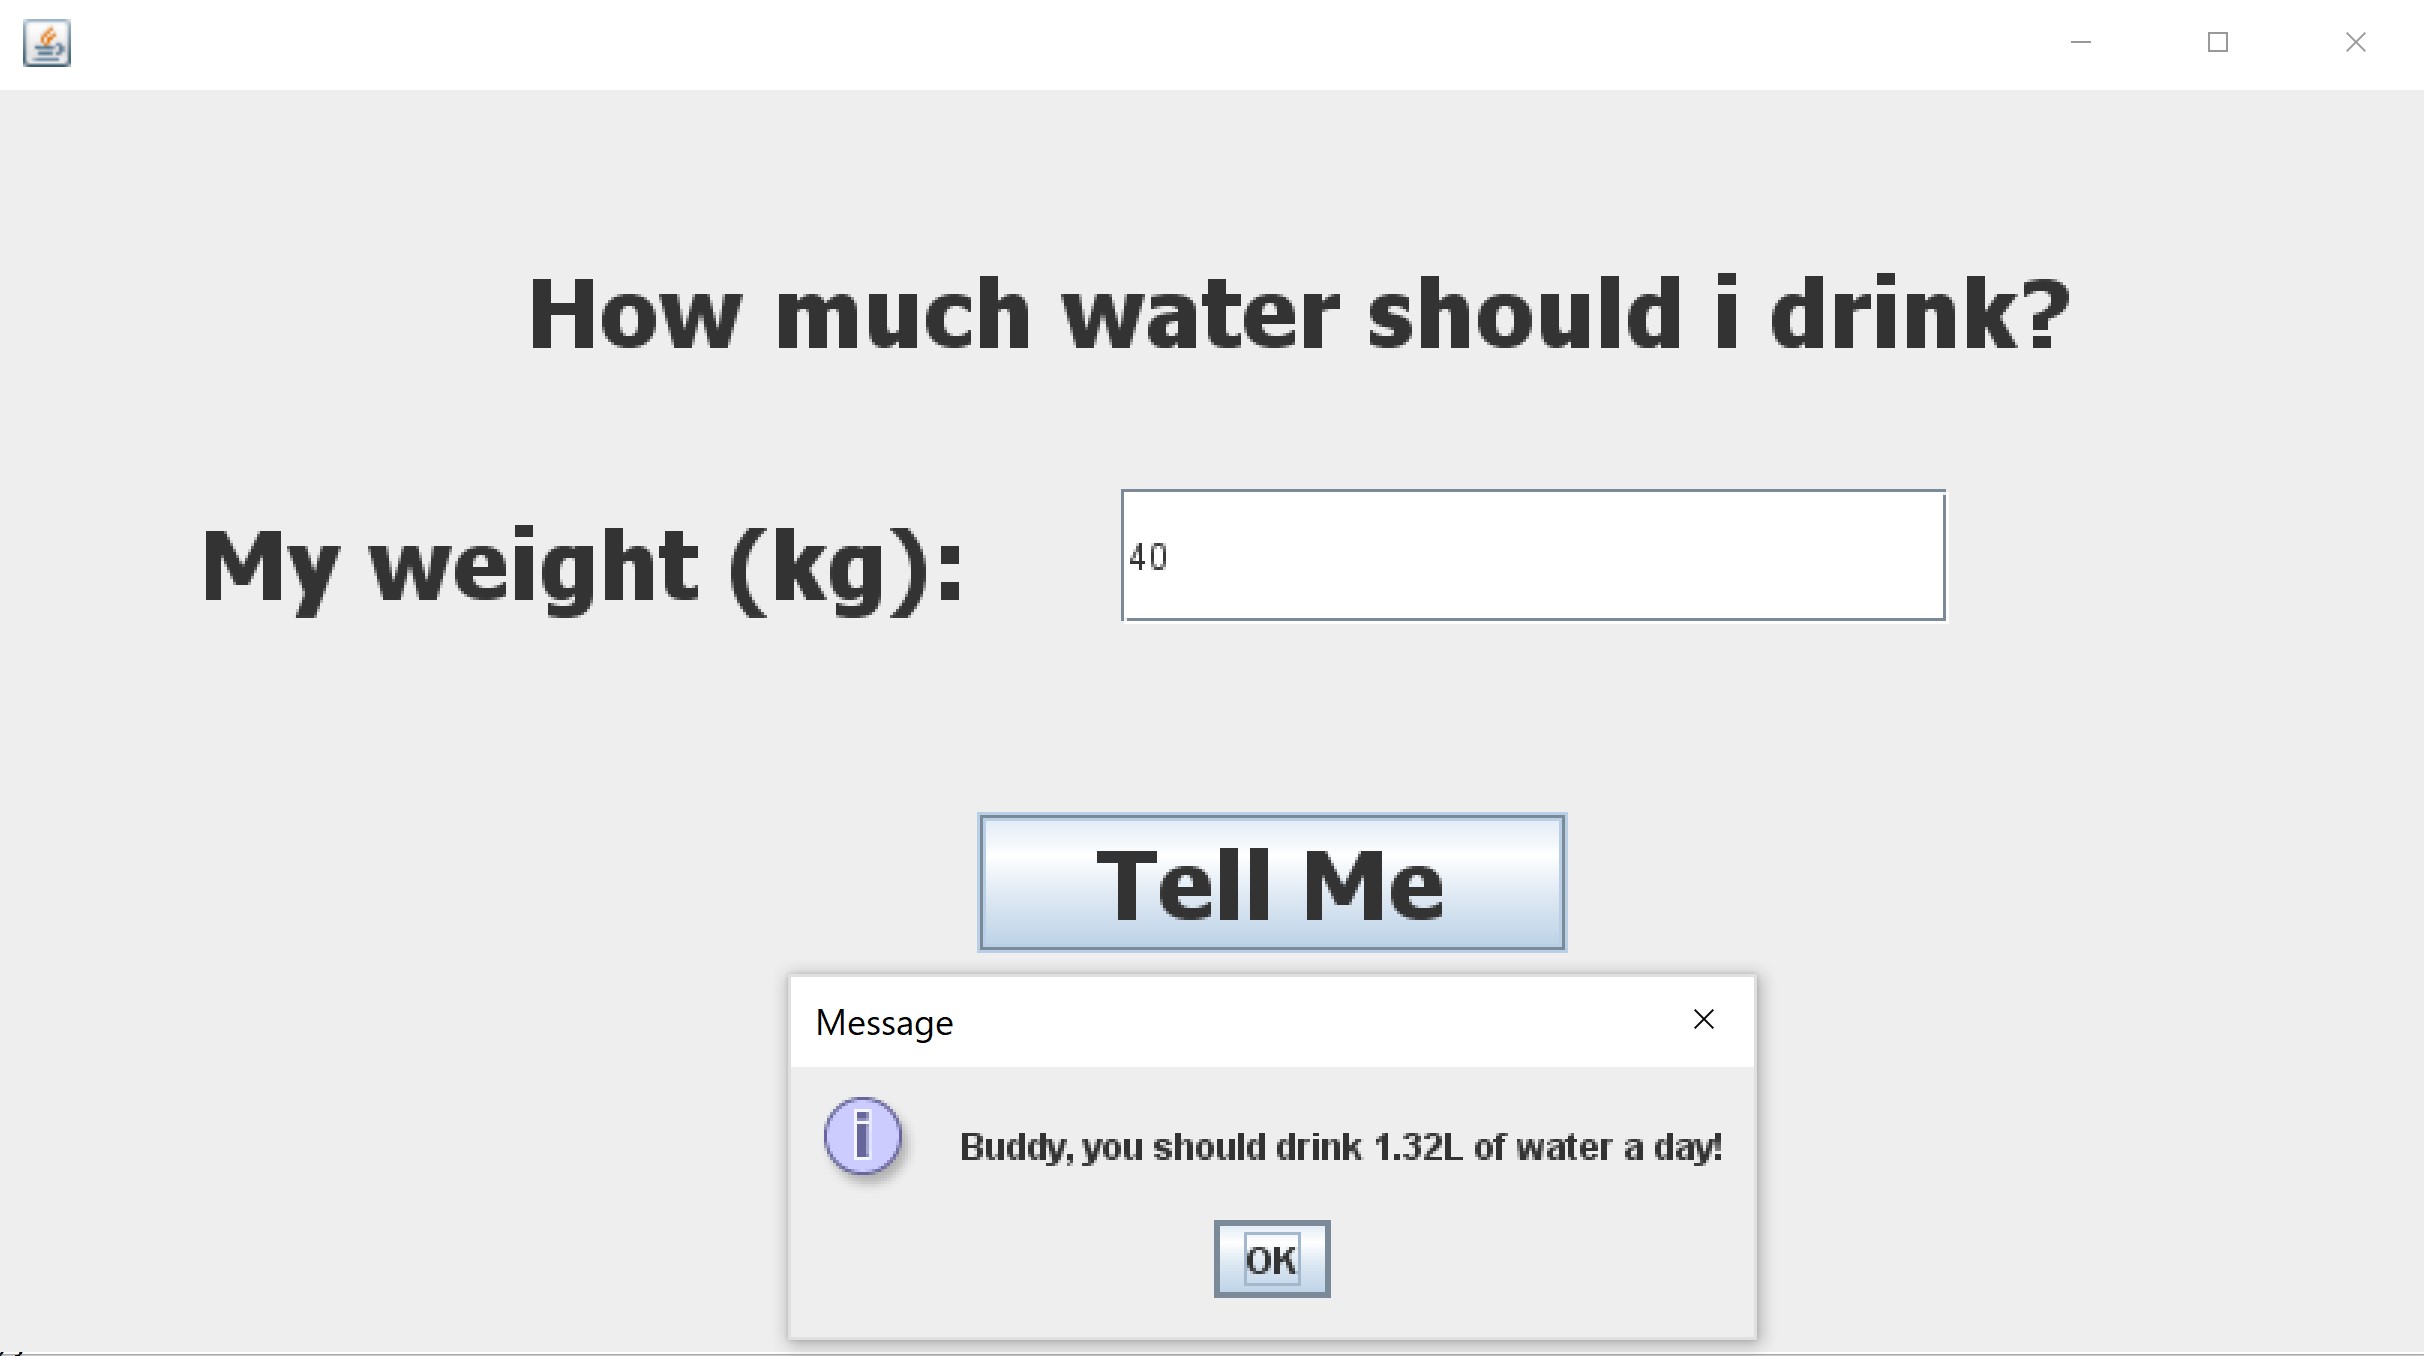 How much water should i drink?
My weight (kg):
40
Tell Me
Message
Buddy, you should drink 1.32L of water a day!
OK